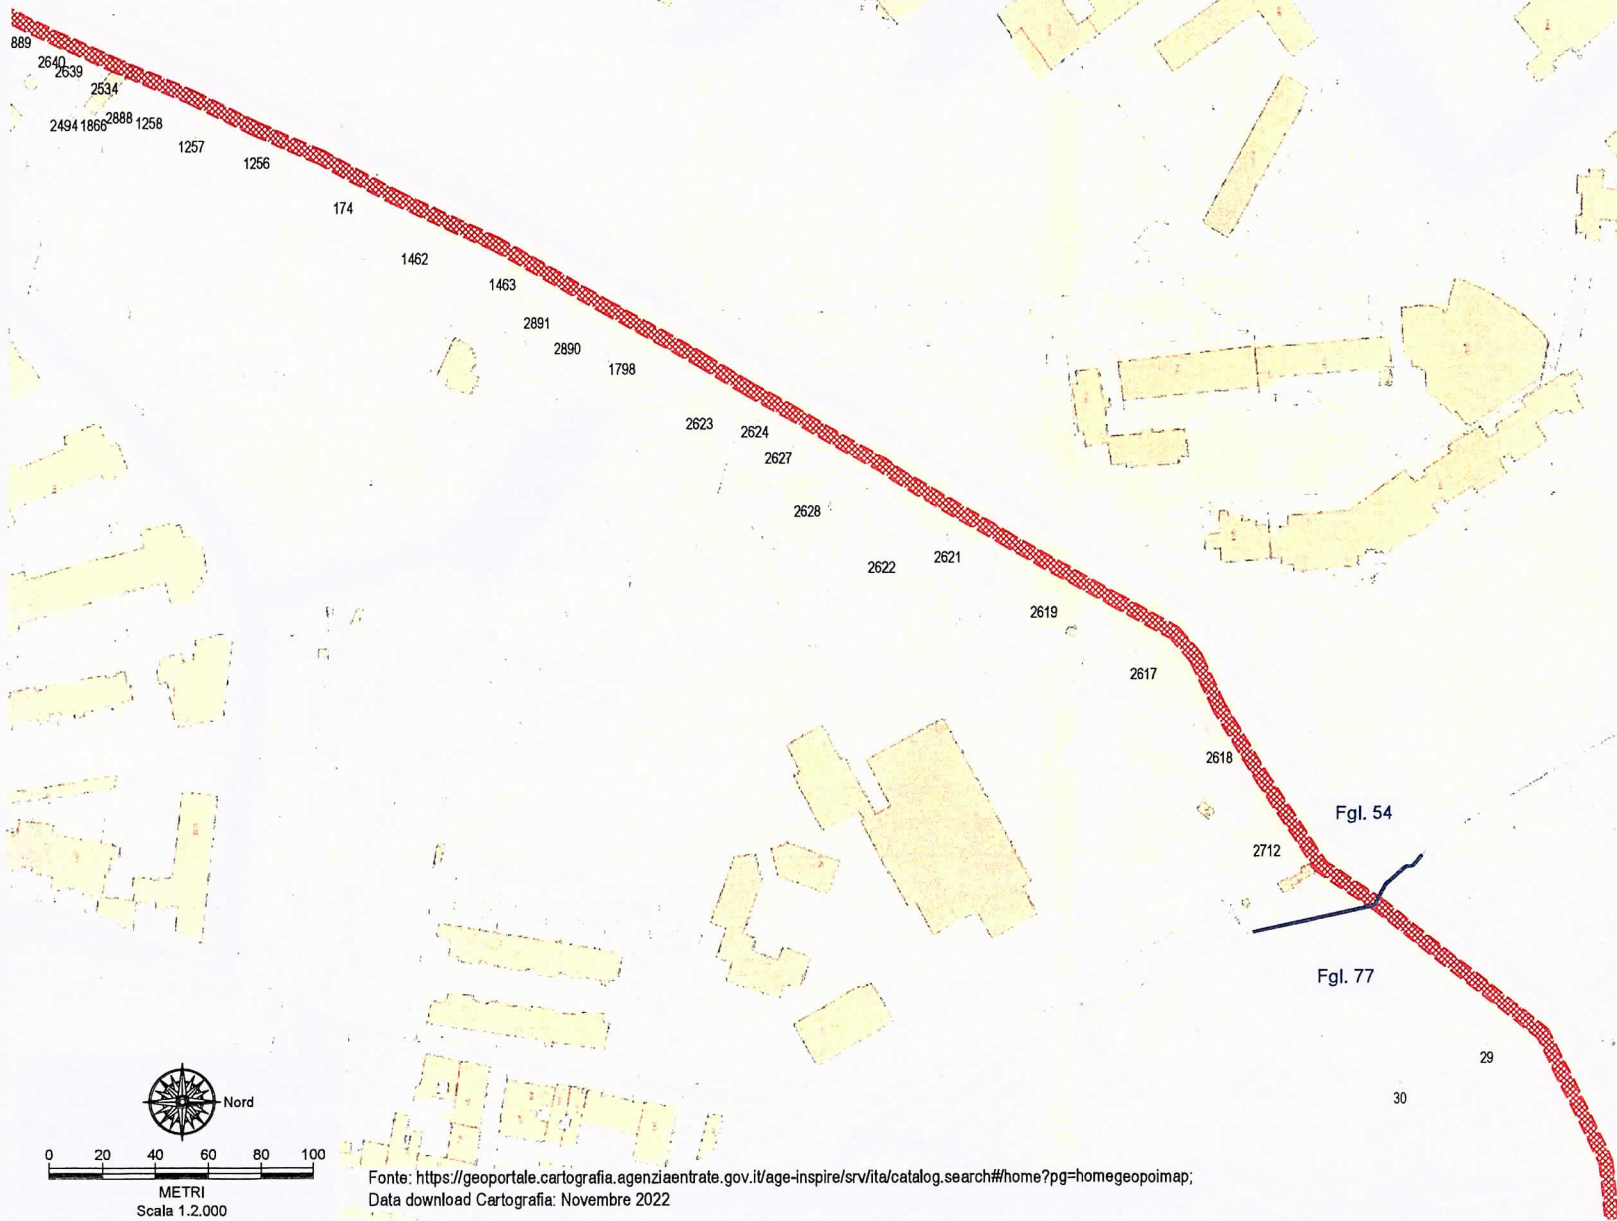 889
2640
2639
2534
2494 1866 2888 1258
1257
1256
174
1462
1463
2891
2890
1798
2623
2624
2627
2628
2622
2621
2619
2617
2618
Fgl. 54
2712
Fgl. 77
29
30
Nord
0 20 40 60 80 100
METRI
Scala 1:2.000
Fonte: https://geoportale.cartografia.agenziaentrate.gov.it/age-inspire/srv/ita/catalog.search#/home?pg=homegeopoimap;
Data download Cartografia: Novembre 2022